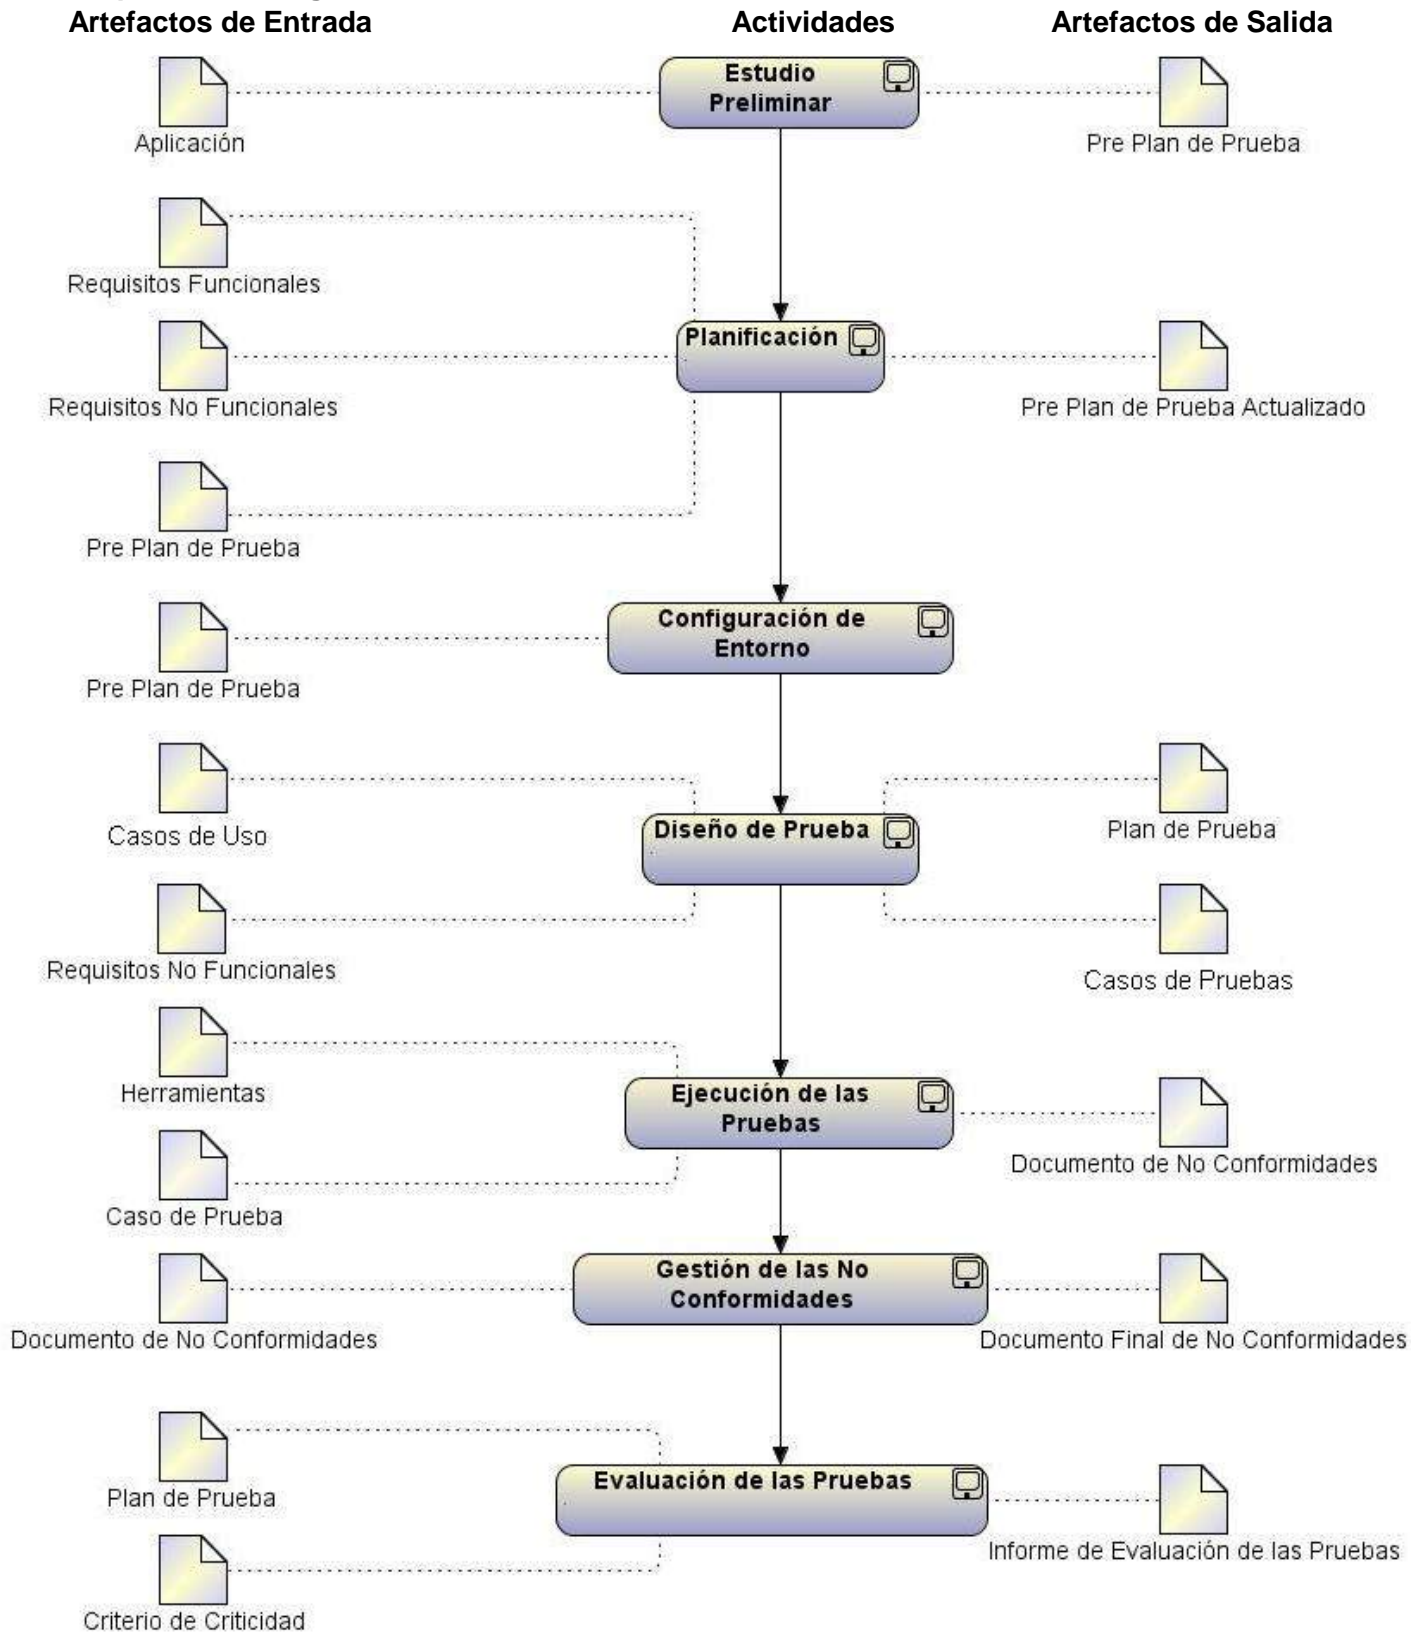 Artefactos de Entrada
Actividades
Artefactos de Salida
Estudio
Preliminar
Aplicación
Pre Plan de Prueba
Requisitos Funcionales
Planificación
Requisitos No Funcionales
Pre Plan de Prueba Actualizado
Pre Plan de Prueba
Configuración de
Entorno
Pre Plan de Prueba
Casos de Uso
Diseño de Prueba
Plan de Prueba
Requisitos No Funcionales
Casos de Pruebas
Herramientas
Ejecución de las
Pruebas
Documento de No Conformidades
Caso de Prueba
Gestión de las No
Conformidades
Documento de No Conformidades
Documento Final de No Conformidades
Plan de Prueba
Evaluación de las Pruebas
Informe de Evaluación de las Pruebas
Criterio de Criticidad